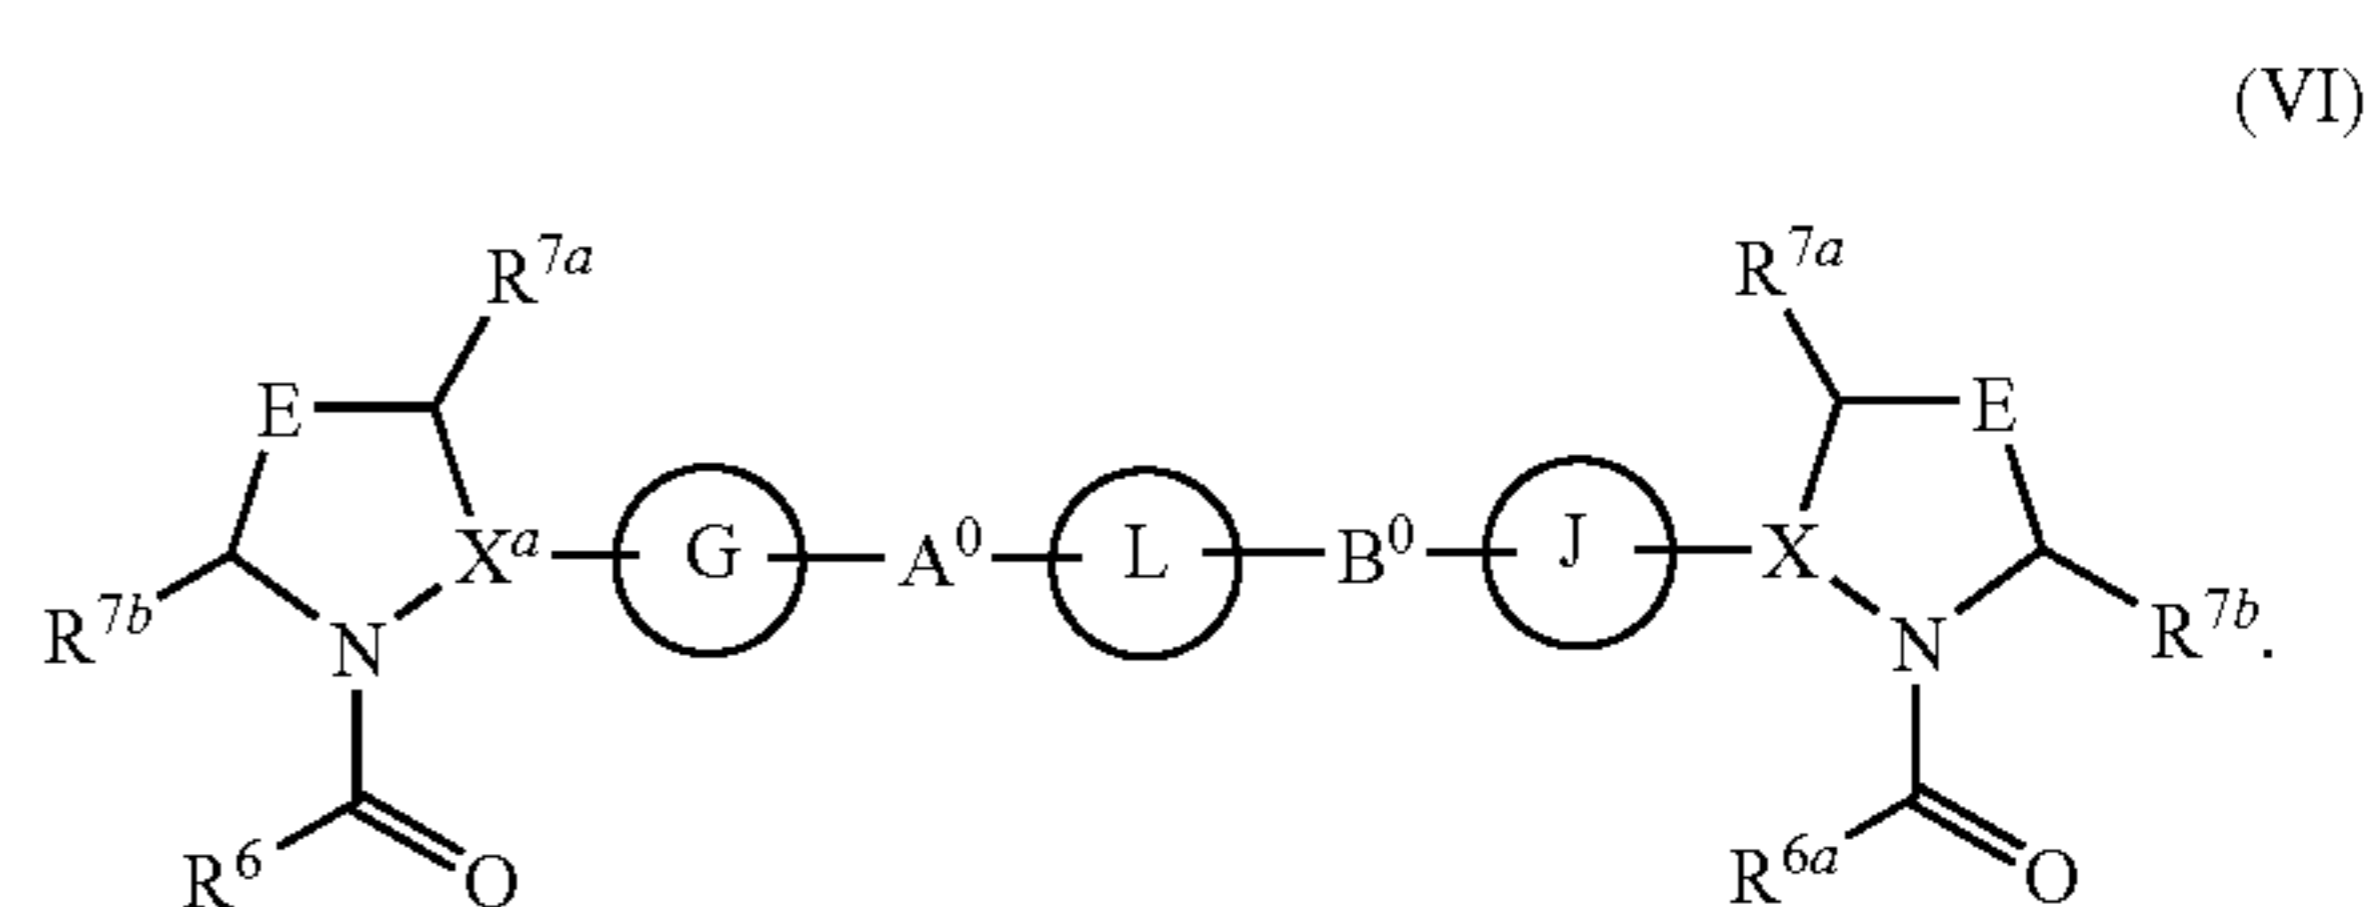 (VI)
R7a R7a
E E
Xa G A0 L B0 J X
R7b N N R7b.
R6 O R6a O